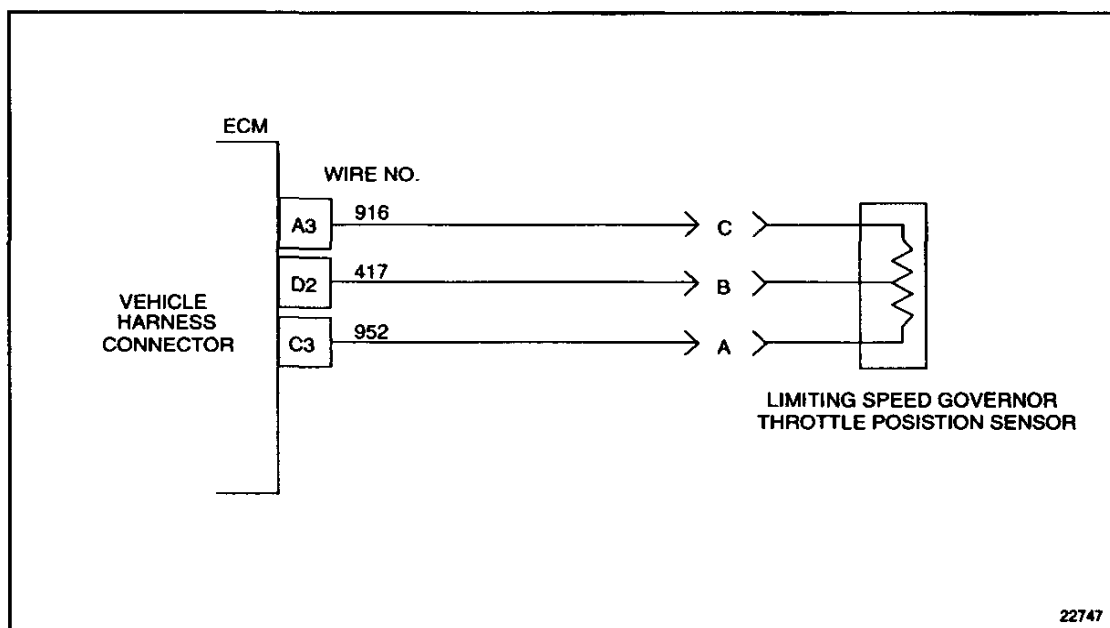 ECM
WIRE NO.
A3 916 C
D2 417 B
C3 952 A
VEHICLE
HARNESS
CONNECTOR
LIMITING SPEED GOVERNOR
THROTTLE POSISTION SENSOR
22747